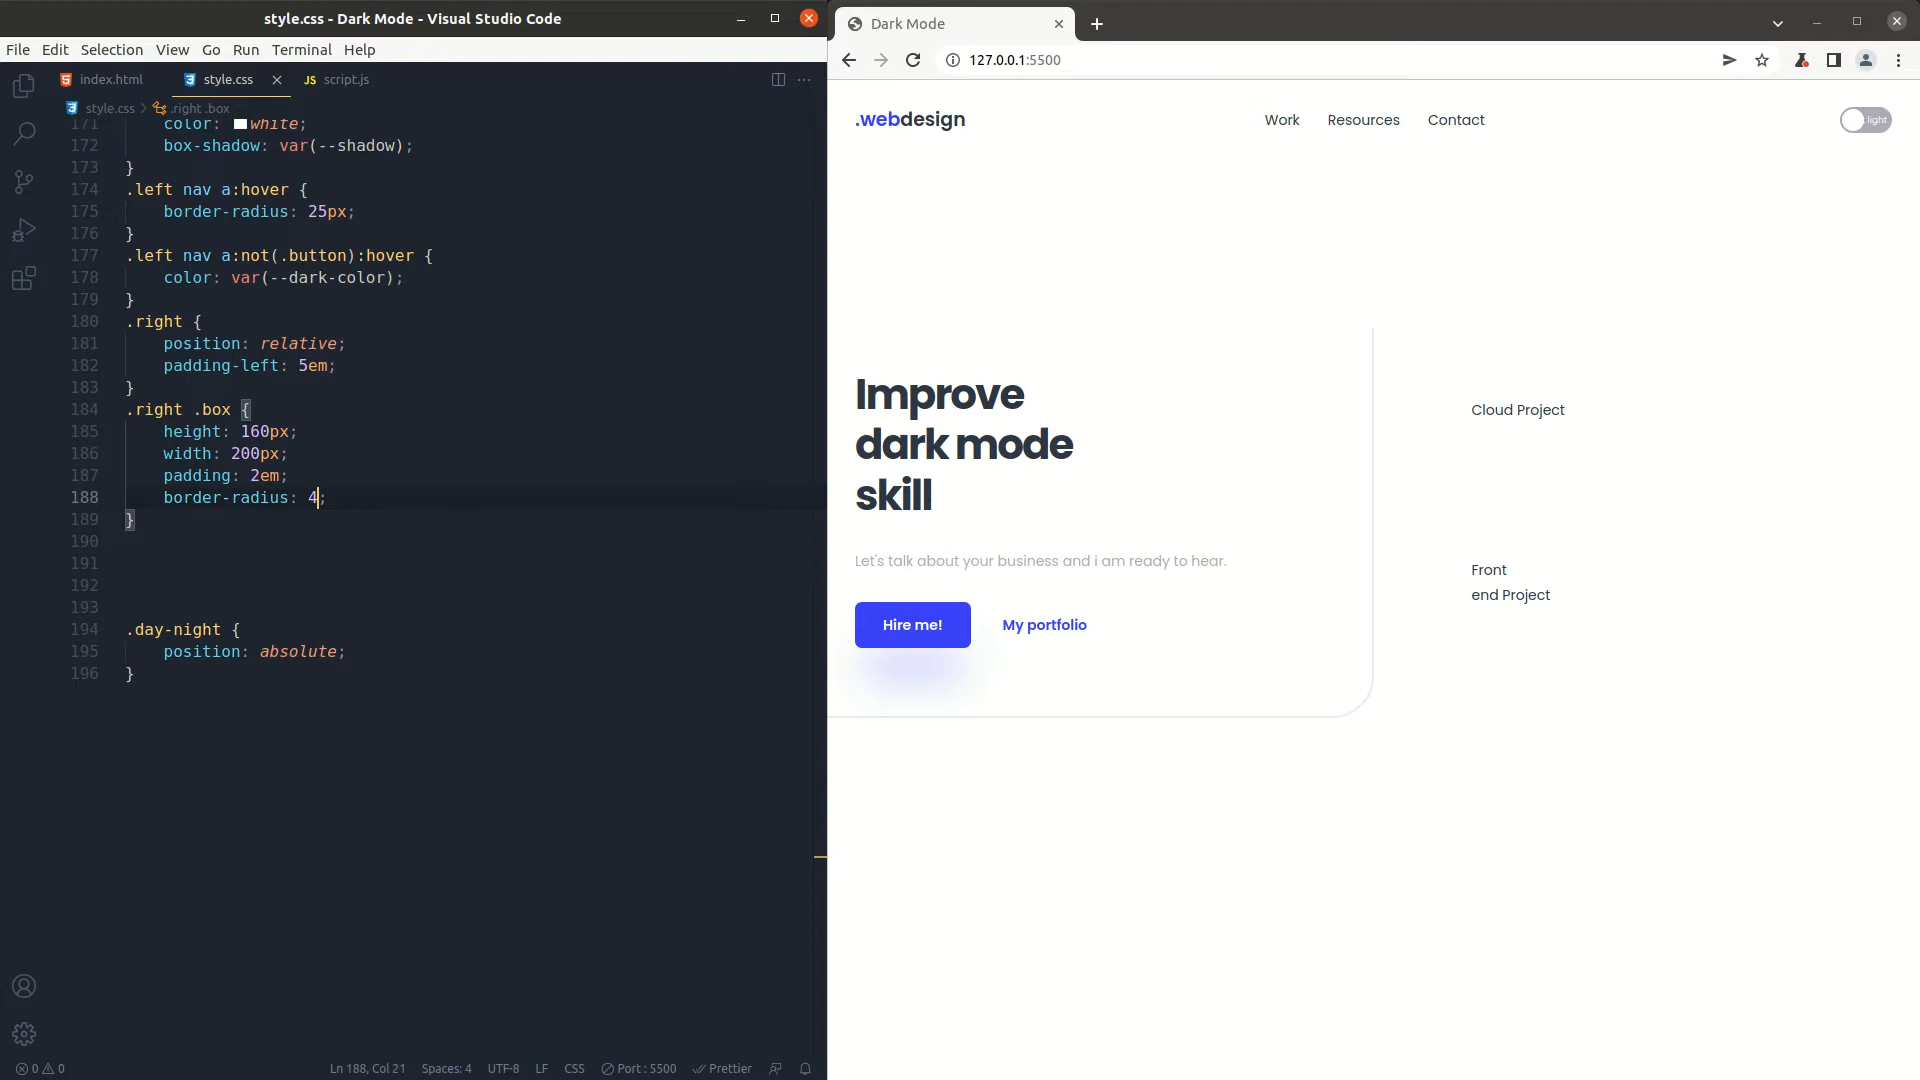 style.css - Dark Mode - Visual Studio Code
File Edit Selection View Go Run Terminal Help
index.html style.css script.js
style.css > .right .box
171 color: white;
172 box-shadow: var(--shadow);
173 }
174 .left nav a:hover {
175 border-radius: 25px;
176 }
177 .left nav a:not(.button):hover {
178 color: var(--dark-color);
179 }
180 .right {
181 position: relative;
182 padding-left: 5em;
183 }
184 .right .box {
185 height: 160px;
186 width: 200px;
187 padding: 2em;
188 border-radius: 4;
189 }
190
191
192
193
194 .day-night {
195 position: absolute;
196 }
0 0 Ln 188, Col 21 Spaces: 4 UTF-8 LF CSS Port : 5500 Prettier
Dark Mode
127.0.0.1:5500
.webdesign Work Resources Contact light
Improve
dark mode
skill
Let's talk about your business and i am ready to hear.
Hire me! My portfolio
Cloud Project
Front
end Project